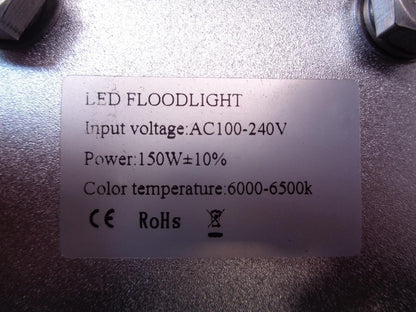 LED FLOODLIGHT
Input voltage:AC100-240V
Power:150W±10%
Color temperature:6000-6500k
CE RoHs